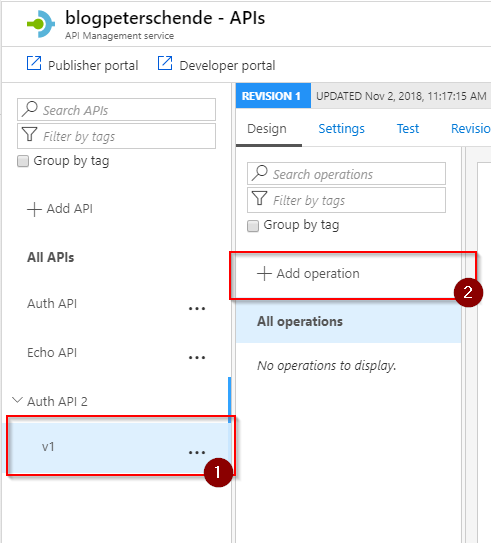 blogpeterschende - APIs
API Management service
Publisher portal
Developer portal
Search APIs
Filter by tags
Group by tag
Add API
All APIs
Auth API
Echo API
Auth API 2
v1
1
REVISION 1
UPDATED Nov 2, 2018, 11:17:15 AM
Design Settings Test Revisio
Search operations
Filter by tags
Group by tag
Add operation
2
All operations
No operations to display.